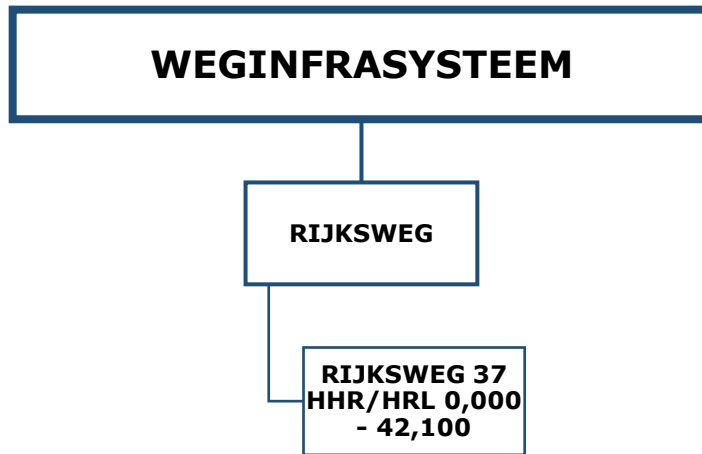 WEGINFRASYSTEEM
RIJKSWEG
RIJKSWEG 37
HHR/HRL 0,000
- 42,100